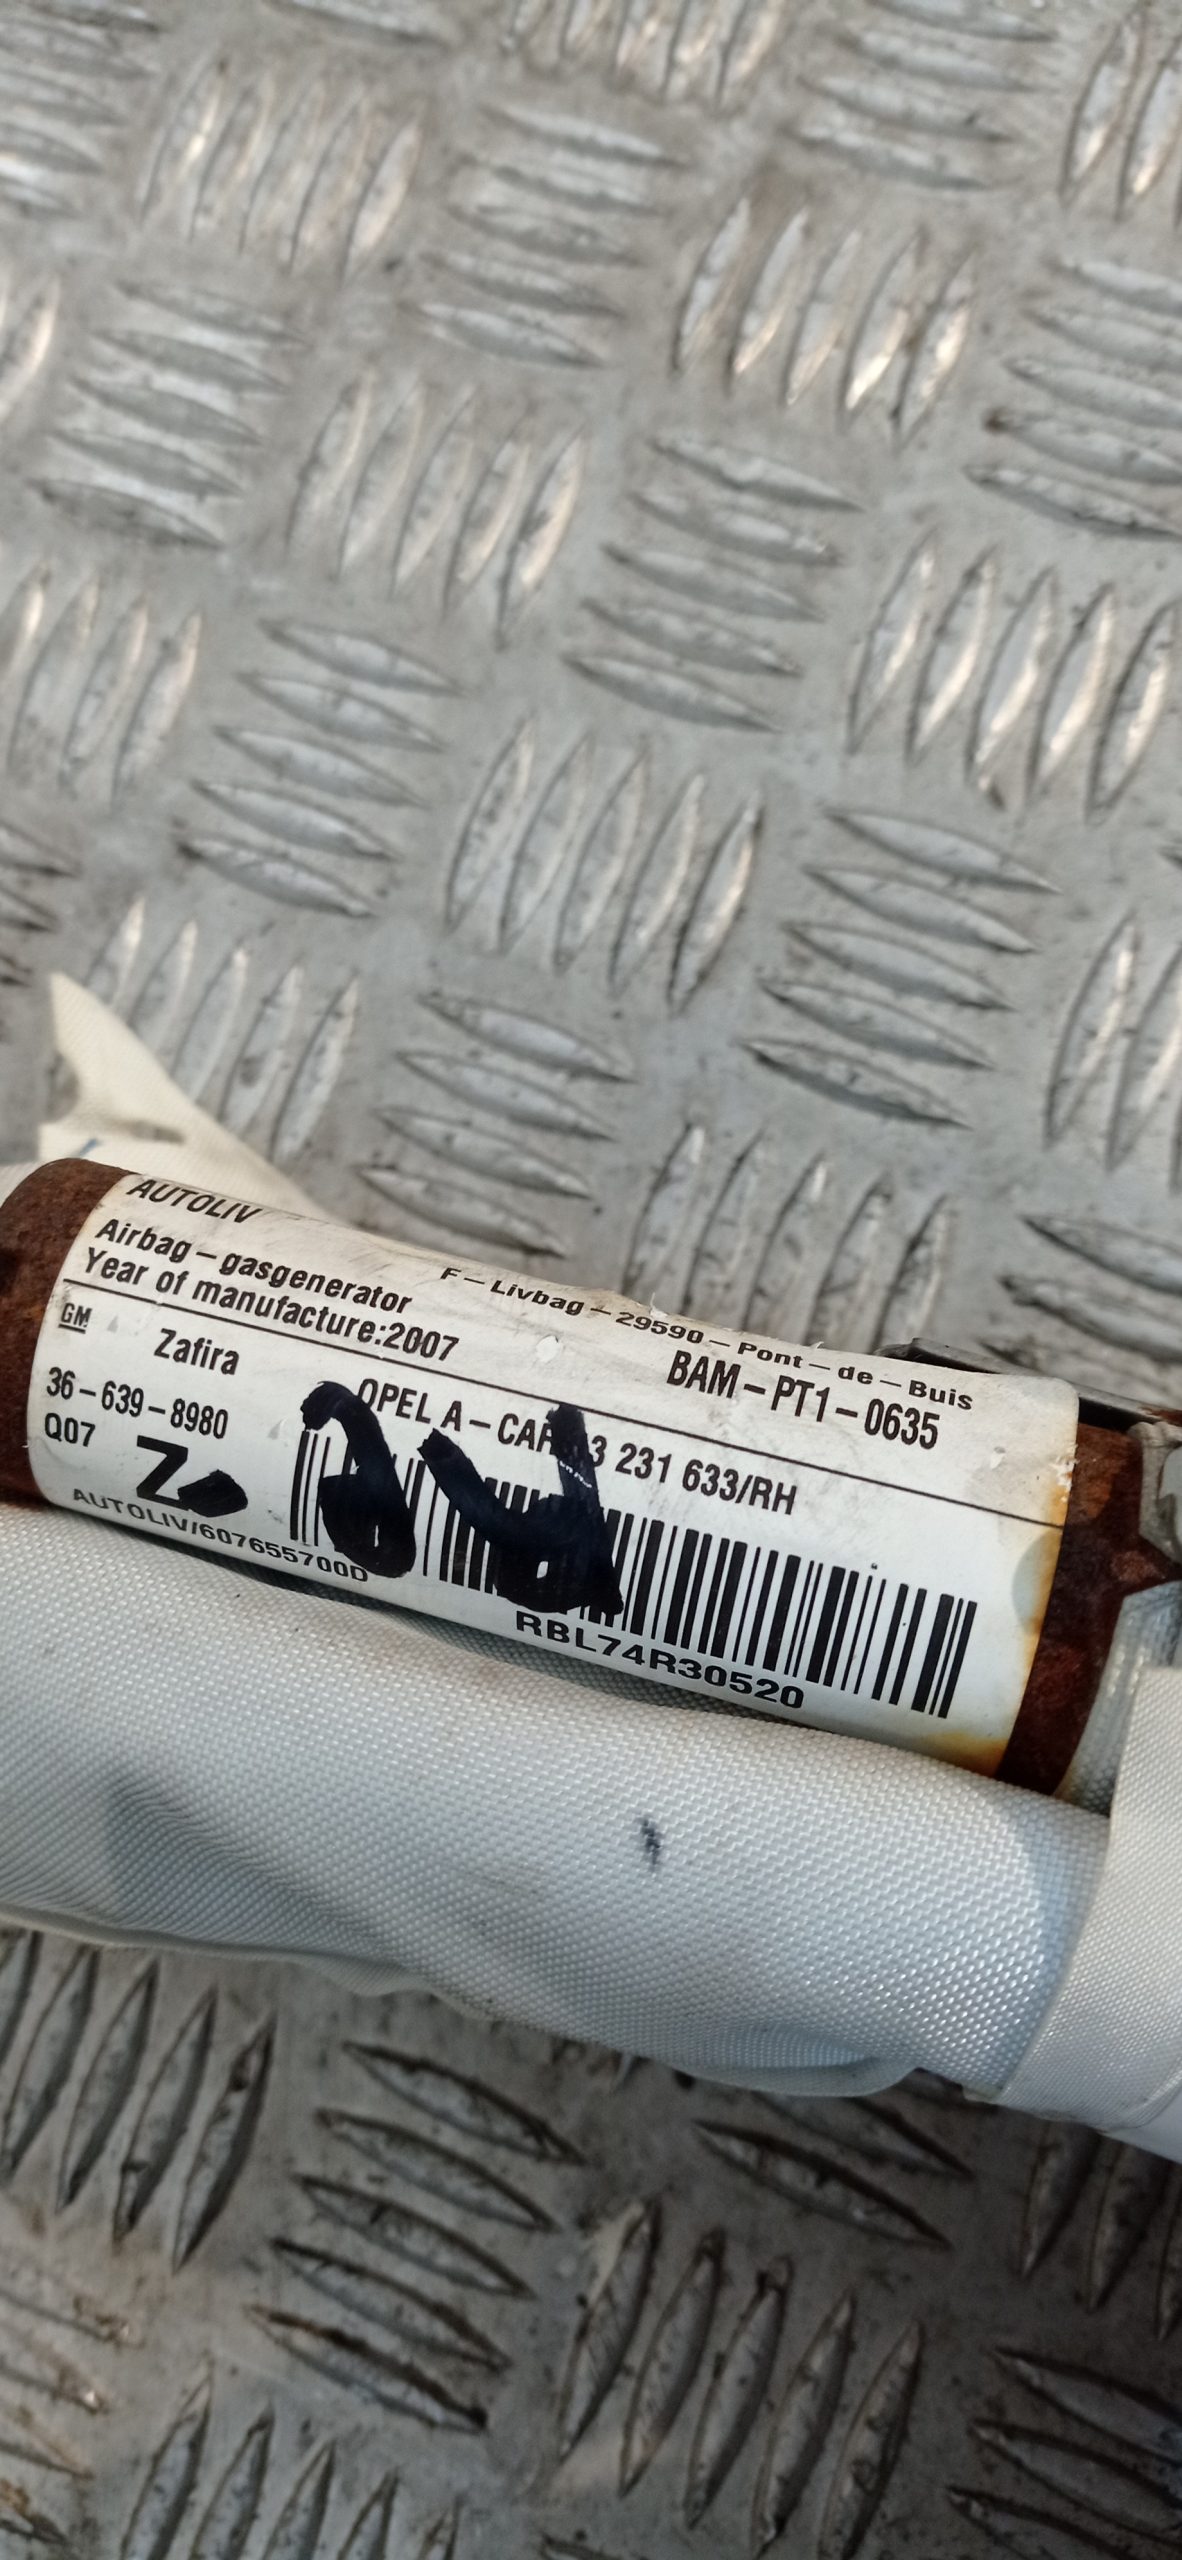 AUTOLIV
F – Livbag – 29590 – Pont – de – Buis
Airbag – gasgenerator
Year of manufacture:2007
BAM – PT1 – 0635
GM
Zafira
OPEL A – 3 231 633/RH
36 – 639 – 8980
Q07
Z
AUTOLIV/607655700D
RBL74R30520